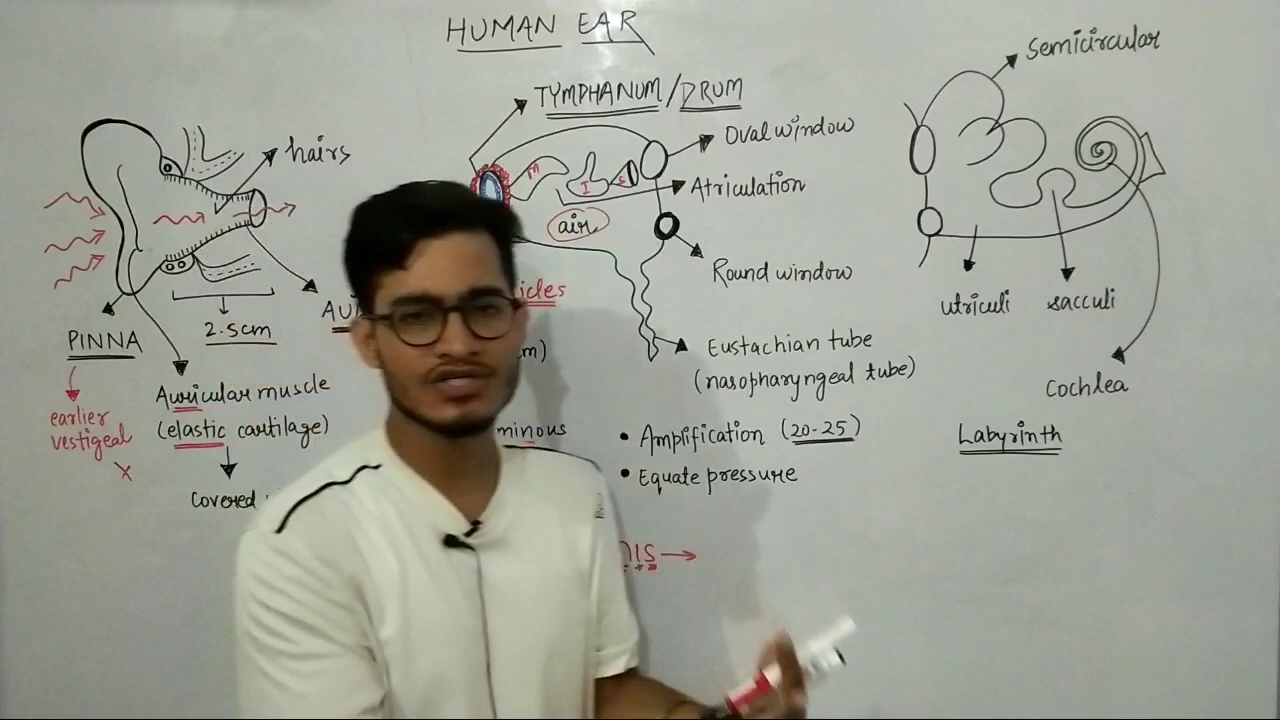 HUMAN EAR
hairs
2.5cm
PINNA
earlier
vestigeal
X
Auricular muscle
(elastic cartilage)
Covered
TYMPHANUM/DRUM
Oval window
Atriculation
M
I
S
air
Round window
Eustachian tube
(nasopharyngeal tube)
• Amplification (20-25)
• Equate pressure
Semicircular
utriculi
sacculi
Cochlea
Labyrinth